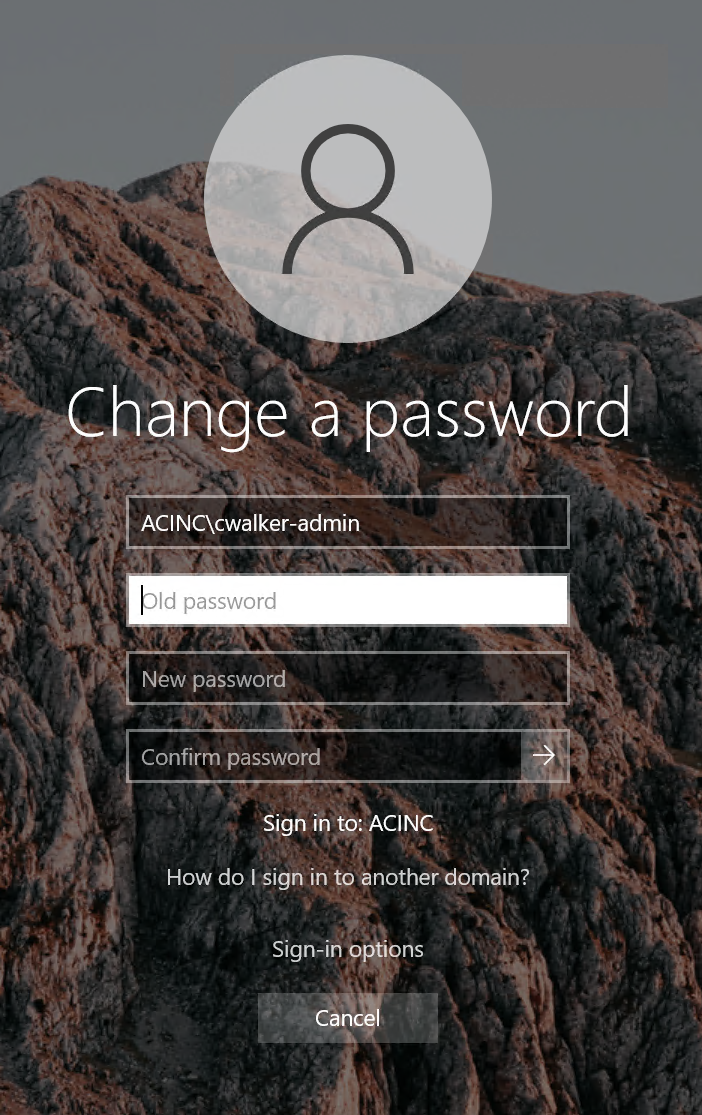 Change a password
ACINC\cwalker-admin
Old password
New password
Confirm password
Sign in to: ACINC
How do I sign in to another domain?
Sign-in options
Cancel